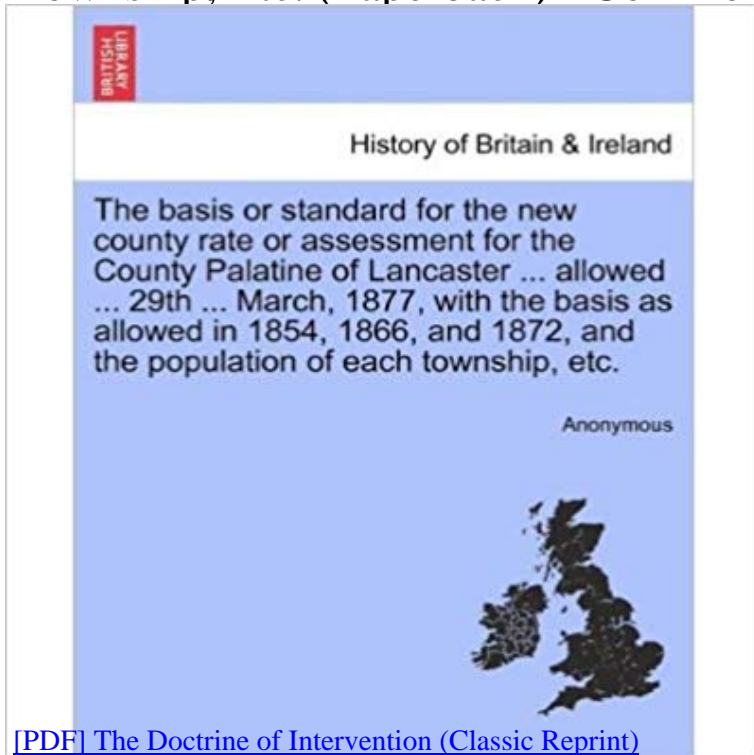 LIBRARY
BRITISH
History of Britain & Ireland
The basis or standard for the new
county rate or assessment for the
County Palatine of Lancaster ... allowed
... 29th ... March, 1877, with the basis as
allowed in 1854, 1866, and 1872, and
the population of each township, etc.
Anonymous
[PDF] The Doctrine of Intervention (Classic Reprint)